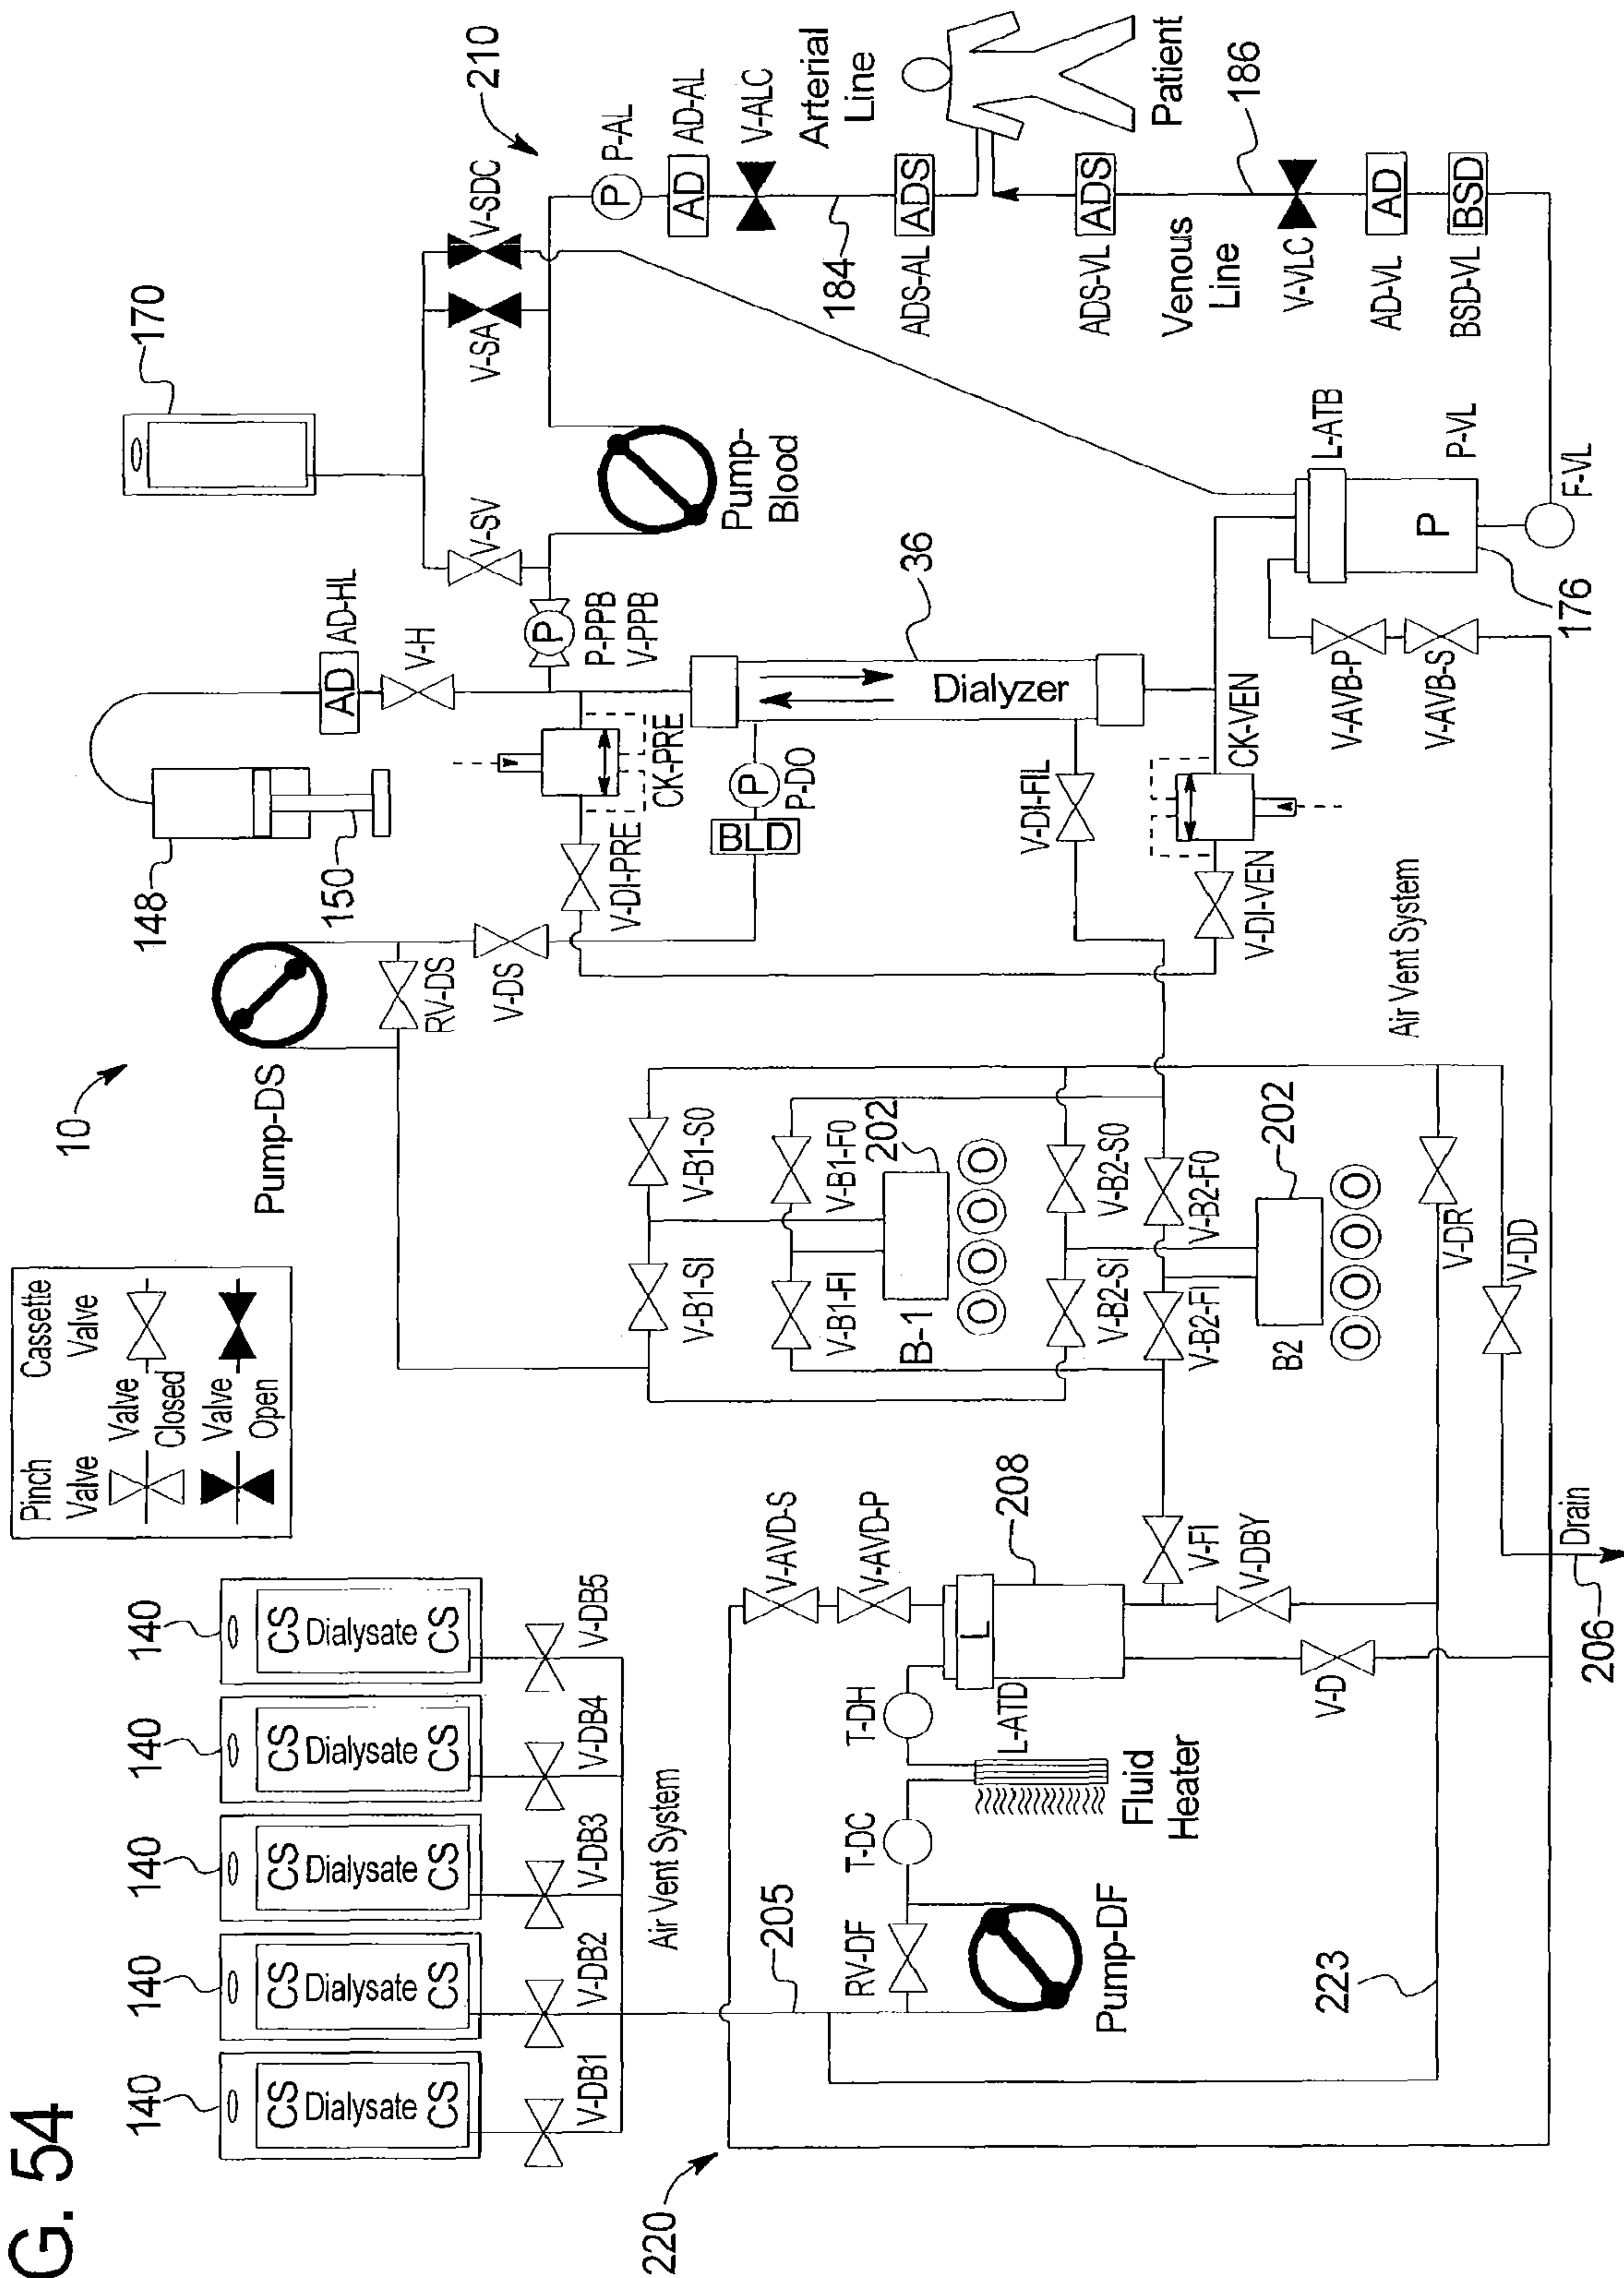 G. 54
Pinch
Valve
Cassette
Valve
Valve
Closed
Valve
Open
10
140
140
140
140
140
CS Dialysate CS
CS Dialysate CS
CS Dialysate CS
CS Dialysate CS
CS Dialysate CS
V-DB1
V-DB2
V-DB3
V-DB4
V-DB5
Air Vent System
205
220
RV-DF
Pump-DF
T-DC
T-DH
Fluid
Heater
L-ATD
L
208
V-AVD-S
V-AVD-P
V-FI
V-DBY
V-D
223
206
Drain
Pump-DS
RV-DS
V-DS
V-B1-SI
V-B1-S0
V-B1-FI
V-B1-F0
B-1
202
O O O O
V-B2-SI
V-B2-S0
V-B2-FI
V-B2-F0
B2
202
O O O O
V-DR
V-DD
Air Vent System
148
150
AD
AD-HL
V-H
V-DI-PRE
CK-PRE
BLD
P
P-DO
V-DI-FIL
V-DI-VEN
CK-VEN
Dialyzer
36
P
P-PPB
V-PPB
V-SV
170
V-SA
V-SDC
Pump-
Blood
210
P
P-AL
AD
AD-AL
V-ALC
Arterial
Line
184
ADS
ADS-AL
Patient
ADS
ADS-VL
Venous
Line
186
V-VLC
AD
AD-VL
BSD
BSD-VL
L-ATB
P
P-VL
F-VL
176
V-AVB-P
V-AVB-S